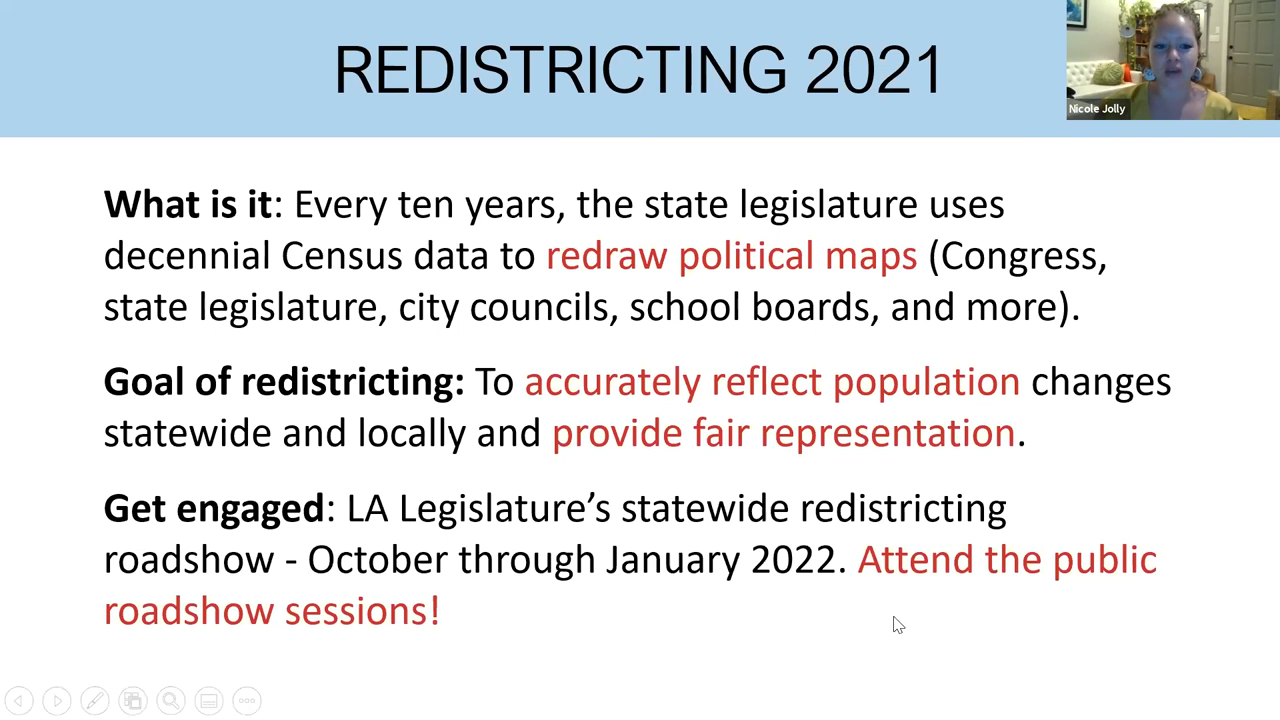 REDISTRICTING 2021
Nicole Jolly
What is it: Every ten years, the state legislature uses
decennial Census data to redraw political maps (Congress,
state legislature, city councils, school boards, and more).
Goal of redistricting: To accurately reflect population changes
statewide and locally and provide fair representation.
Get engaged: LA Legislature’s statewide redistricting
roadshow - October through January 2022. Attend the public
roadshow sessions!